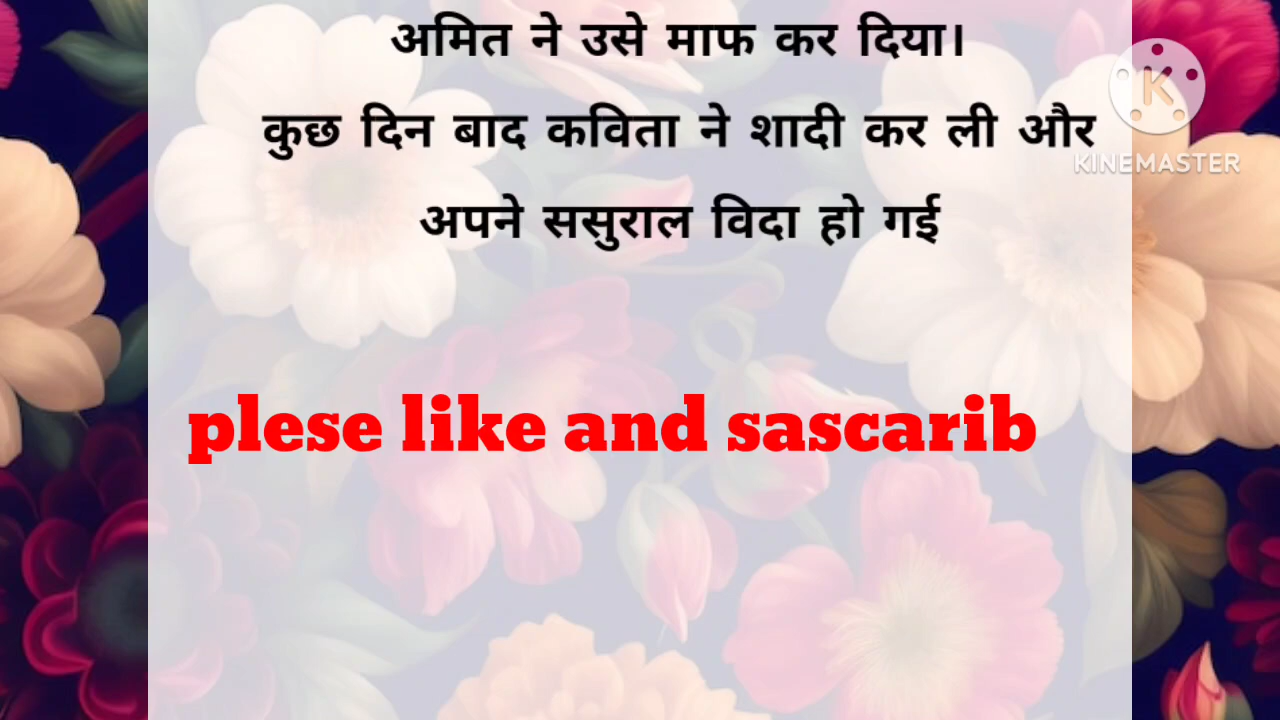 अमित ने उसे माफ कर दिया।
कुछ दिन बाद कविता ने शादी कर ली और
अपने ससुराल विदा हो गई
K
KINEMASTER
plese like and sascarib